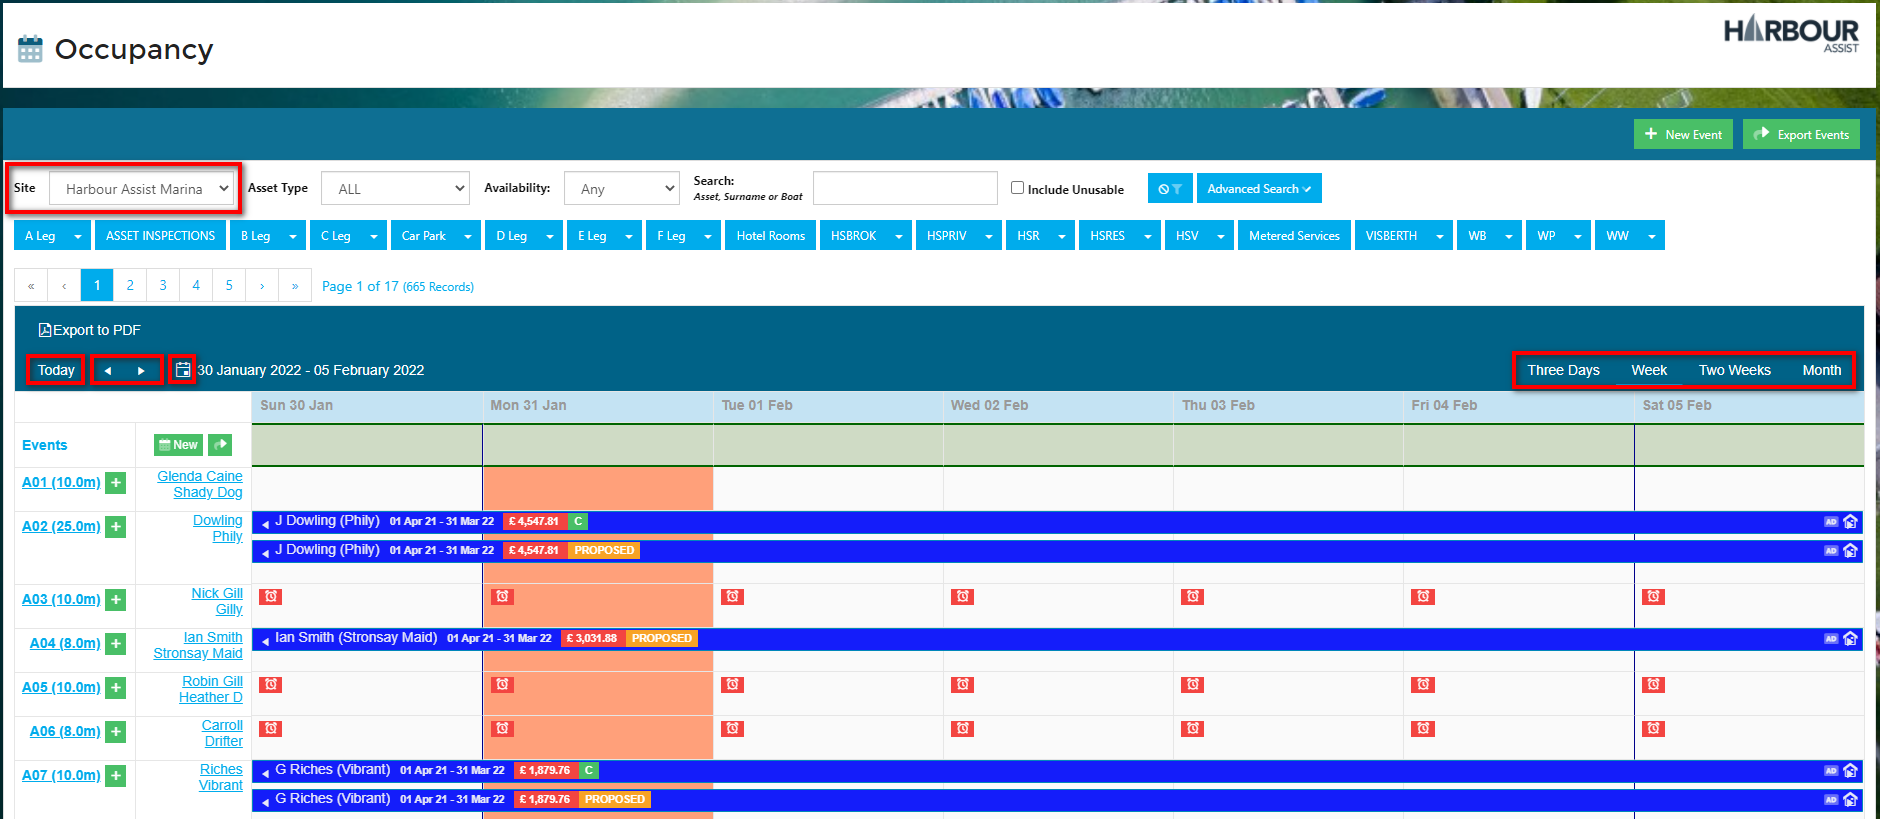 Occupancy
HARBOUR
ASSIST
New Event
Export Events
Site
Harbour Assist Marina
Asset Type
ALL
Availability:
Any
Search:
Asset, Surname or Boat
Include Unusable
Advanced Search
A Leg
ASSET INSPECTIONS
B Leg
C Leg
Car Park
D Leg
E Leg
F Leg
Hotel Rooms
HSBROK
HSPRIV
HSR
HSRES
HSV
Metered Services
VISBERTH
WB
WP
WW
« ‹ 1 2 3 4 5 › » Page 1 of 17 (665 Records)
Export to PDF
Today
30 January 2022 - 05 February 2022
Three Days
Week
Two Weeks
Month
Sun 30 Jan
Mon 31 Jan
Tue 01 Feb
Wed 02 Feb
Thu 03 Feb
Fri 04 Feb
Sat 05 Feb
Events
New
A01 (10.0m) +
Glenda Caine
Shady Dog
A02 (25.0m) +
Dowling
Phily
J Dowling (Phily) 01 Apr 21 - 31 Mar 22 £ 4,547.81 C AD
J Dowling (Phily) 01 Apr 21 - 31 Mar 22 £ 4,547.81 PROPOSED AD
A03 (10.0m) +
Nick Gill
Gilly
A04 (8.0m) +
Ian Smith
Stronsay Maid
Ian Smith (Stronsay Maid) 01 Apr 21 - 31 Mar 22 £ 3,031.88 PROPOSED AD
A05 (10.0m) +
Robin Gill
Heather D
A06 (8.0m) +
Carroll
Drifter
A07 (10.0m) +
Riches
Vibrant
G Riches (Vibrant) 01 Apr 21 - 31 Mar 22 £ 1,879.76 C AD
G Riches (Vibrant) 01 Apr 21 - 31 Mar 22 £ 1,879.76 PROPOSED AD